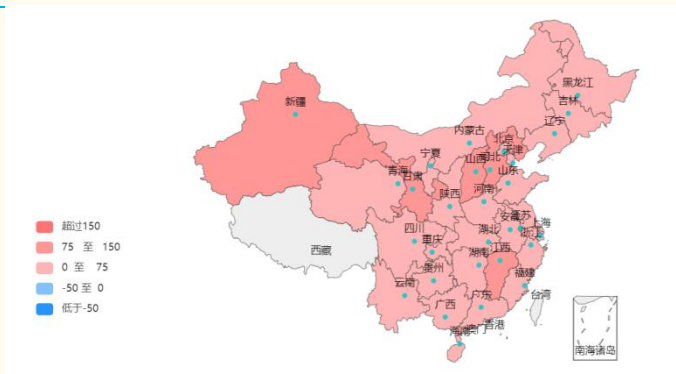 黑龙江
吉林
辽宁
新疆
内蒙古
北京
天津
宁夏
山西
河北
山东
青海
甘肃
陕西
河南
江苏
安徽
上海
浙江
四川
重庆
湖北
西藏
湖南
江西
贵州
福建
云南
台湾
广西
广东
香港
澳门
海南
南海诸岛
超过150
75 至 150
0 至 75
-50 至 0
低于-50